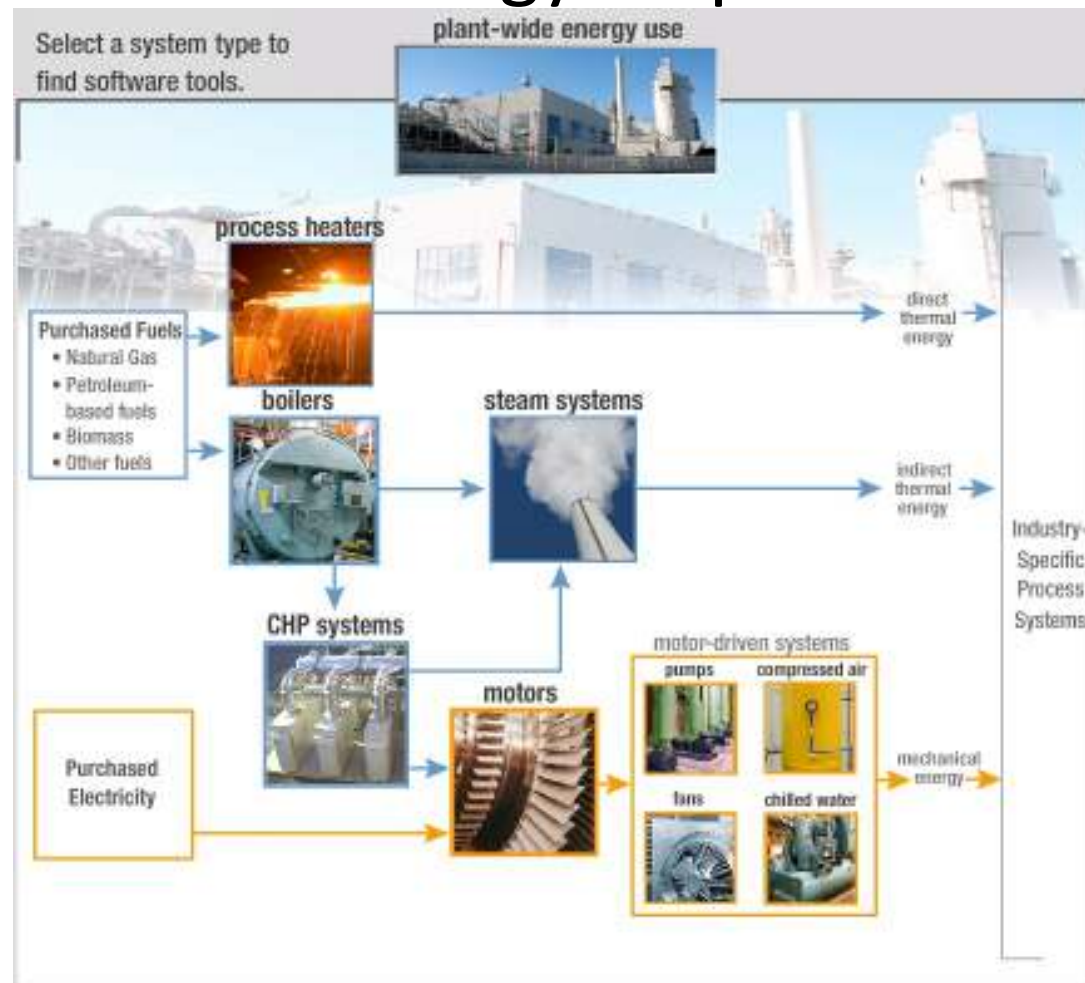 plant-wide energy use
Select a system type to
find software tools.
process heaters
direct
thermal
energy
Purchased Fuels
• Natural Gas
• Petroleum-
based fuels
• Biomass
• Other fuels
boilers
steam systems
indirect
thermal
energy
Industry-
Specific
Process
Systems
CHP systems
motors
motor-driven systems
pumps
compressed air
fans
chilled water
mechanical
energy
Purchased
Electricity